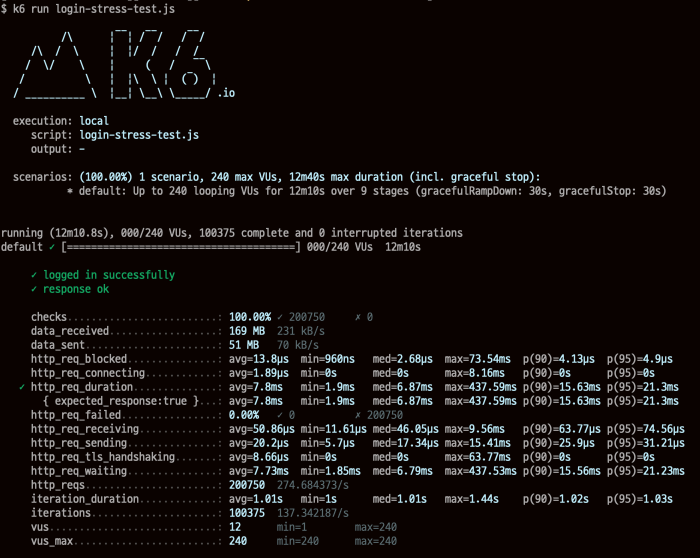 $ k6 run login-stress-test.js
K6
.io
execution: local
script: login-stress-test.js
output: -
scenarios: (100.00%) 1 scenario, 240 max VUs, 12m40s max duration (incl. graceful stop):
* default: Up to 240 looping VUs for 12m10s over 9 stages (gracefulRampDown: 30s, gracefulStop: 30s)
running (12m10.8s), 000/240 VUs, 100375 complete and 0 interrupted iterations
default ✓ [======================================] 000/240 VUs  12m10s
✓ logged in successfully
✓ response ok
checks.........................: 100.00% ✓ 200750     ✗ 0
data_received..................: 169 MB  231 kB/s
data_sent......................: 51 MB   70 kB/s
http_req_blocked...............: avg=13.8µs  min=960ns   med=2.68µs  max=73.54ms  p(90)=4.13µs  p(95)=4.9µs
http_req_connecting............: avg=1.89µs  min=0s      med=0s      max=8.16ms   p(90)=0s      p(95)=0s
✓ http_req_duration..............: avg=7.8ms   min=1.9ms   med=6.87ms  max=437.59ms p(90)=15.63ms p(95)=21.3ms
{ expected_response:true }...: avg=7.8ms   min=1.9ms   med=6.87ms  max=437.59ms p(90)=15.63ms p(95)=21.3ms
http_req_failed................: 0.00%   ✓ 0          ✗ 200750
http_req_receiving.............: avg=50.86µs min=11.61µs med=46.05µs max=9.56ms   p(90)=63.77µs p(95)=74.56µs
http_req_sending...............: avg=20.2µs  min=5.7µs   med=17.34µs max=15.41ms  p(90)=25.9µs  p(95)=31.21µs
http_req_tls_handshaking.......: avg=8.66µs  min=0s      med=0s      max=63.77ms  p(90)=0s      p(95)=0s
http_req_waiting...............: avg=7.73ms  min=1.85ms  med=6.79ms  max=437.53ms p(90)=15.56ms p(95)=21.23ms
http_reqs......................: 200750  274.684373/s
iteration_duration.............: avg=1.01s   min=1s      med=1.01s   max=1.44s    p(90)=1.02s   p(95)=1.03s
iterations.....................: 100375  137.342187/s
vus............................: 12      min=1        max=240
vus_max........................: 240     min=240      max=240